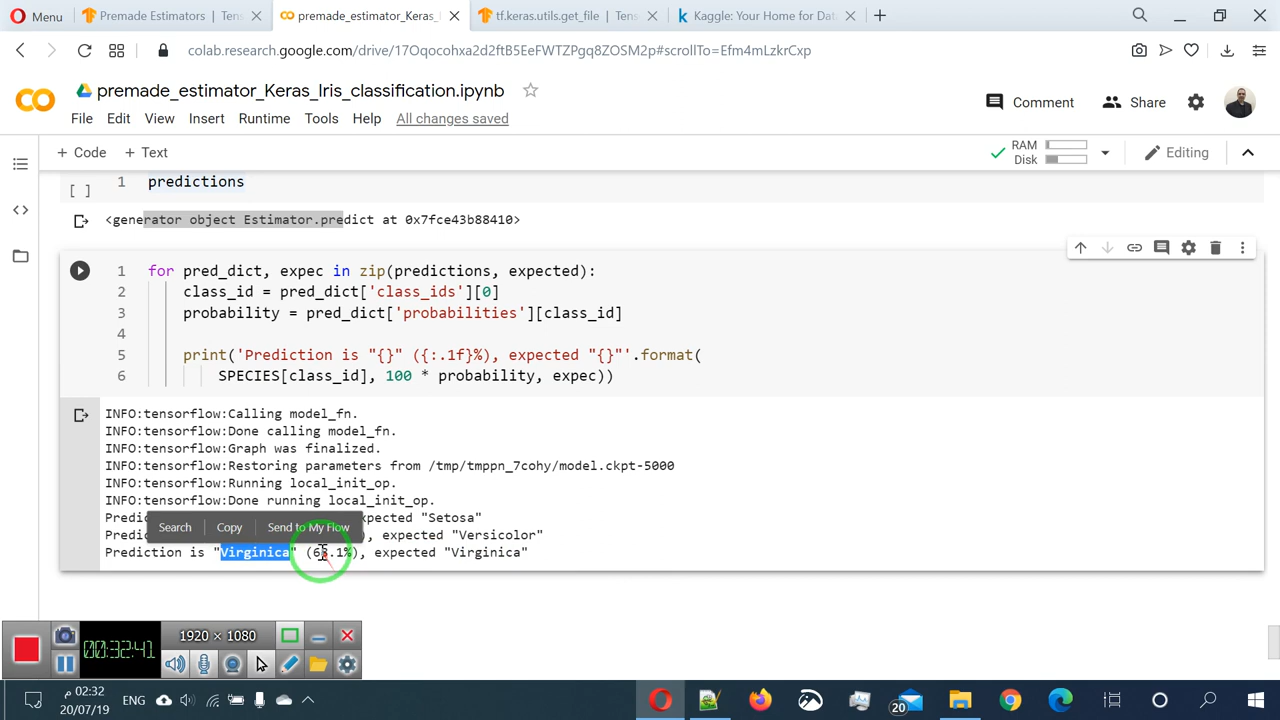 Menu
Premade Estimators | Tens
premade_estimator_Keras_I
tf.keras.utils.get_file | Tens
Kaggle: Your Home for Dat
colab.research.google.com/drive/17Oqocohxa2d2ftB5EeFWTZPgq8ZOSM2p#scrollTo=Efm4mLzkrCxp
premade_estimator_Keras_Iris_classification.ipynb
Comment
Share
File Edit View Insert Runtime Tools Help All changes saved
+ Code + Text
RAM
Disk
Editing
[ ] 1 predictions
<generator object Estimator.predict at 0x7fce43b88410>
1 for pred_dict, expec in zip(predictions, expected):
2 class_id = pred_dict['class_ids'][0]
3 probability = pred_dict['probabilities'][class_id]
4
5 print('Prediction is "{}" ({:.1f}%), expected "{}"'.format(
6 SPECIES[class_id], 100 * probability, expec))
INFO:tensorflow:Calling model_fn.
INFO:tensorflow:Done calling model_fn.
INFO:tensorflow:Graph was finalized.
INFO:tensorflow:Restoring parameters from /tmp/tmppn_7cohy/model.ckpt-5000
INFO:tensorflow:Running local_init_op.
INFO:tensorflow:Done running local_init_op.
"Setosa"
Search Copy Send to My Flow
), expected "Versicolor"
Prediction is "Virginica" .1%), expected "Virginica"
1920 × 1080
00:32:41
02:32 م
20/07/19
ENG
20